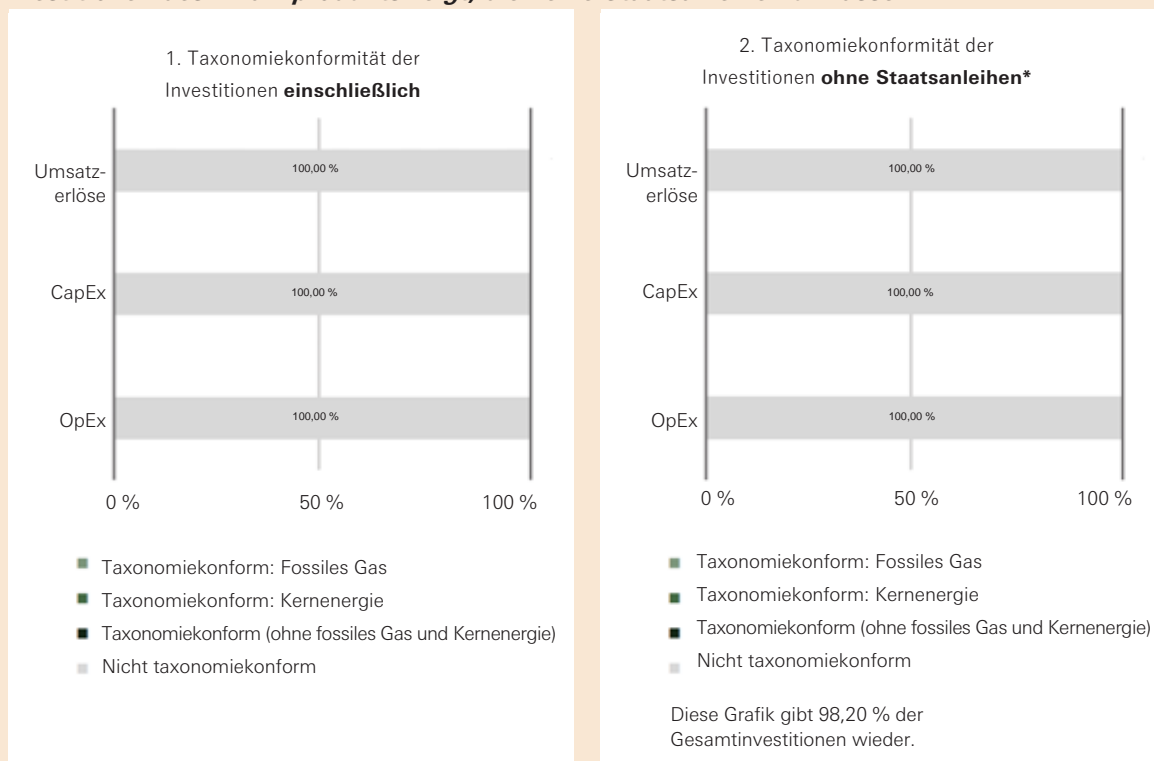 1. Taxonomiekonformität der
Investitionen einschließlich
Umsatz-
erlöse
100,00 %
CapEx
100,00 %
OpEx
100,00 %
0 %
50 %
100 %
Taxonomiekonform: Fossiles Gas
Taxonomiekonform: Kernenergie
Taxonomiekonform (ohne fossiles Gas und Kernenergie)
Nicht taxonomiekonform
2. Taxonomiekonformität der
Investitionen ohne Staatsanleihen*
Umsatz-
erlöse
100,00 %
CapEx
100,00 %
OpEx
100,00 %
0 %
50 %
100 %
Taxonomiekonform: Fossiles Gas
Taxonomiekonform: Kernenergie
Taxonomiekonform (ohne fossiles Gas und Kernenergie)
Nicht taxonomiekonform
Diese Grafik gibt 98,20 % der
Gesamtinvestitionen wieder.